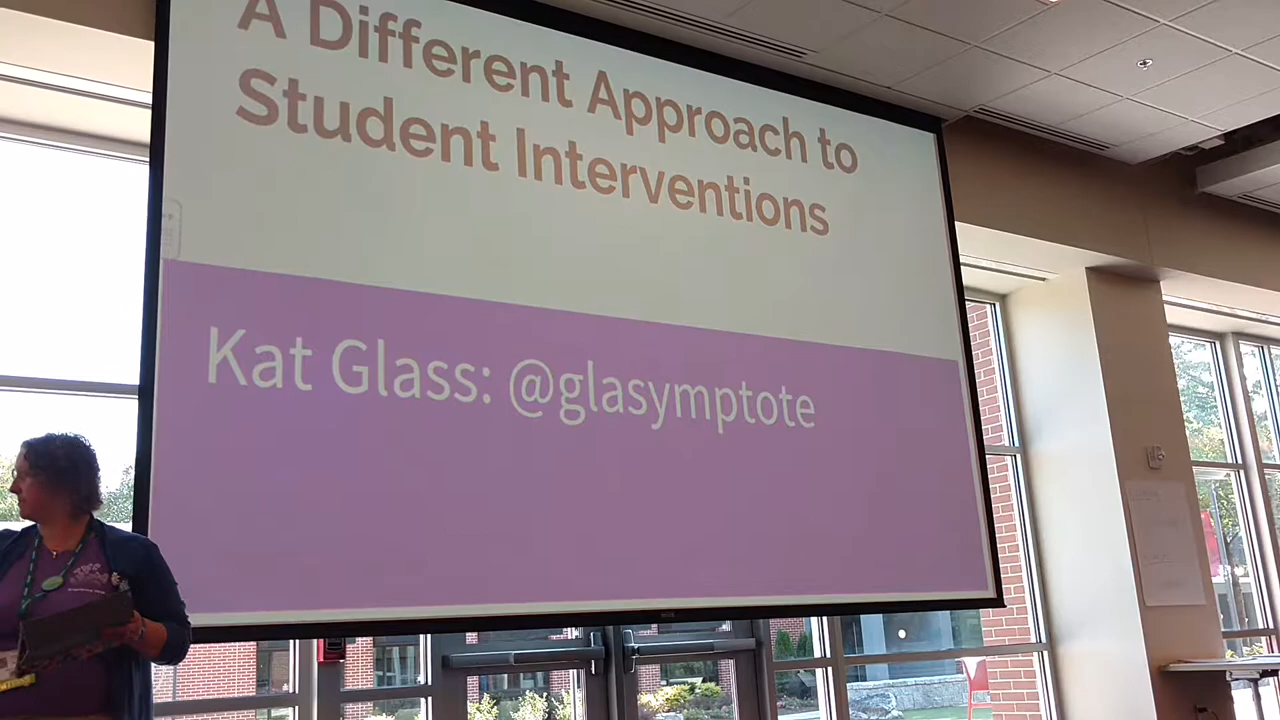 A Different Approach to
Student Interventions
Kat Glass: @glasymptote